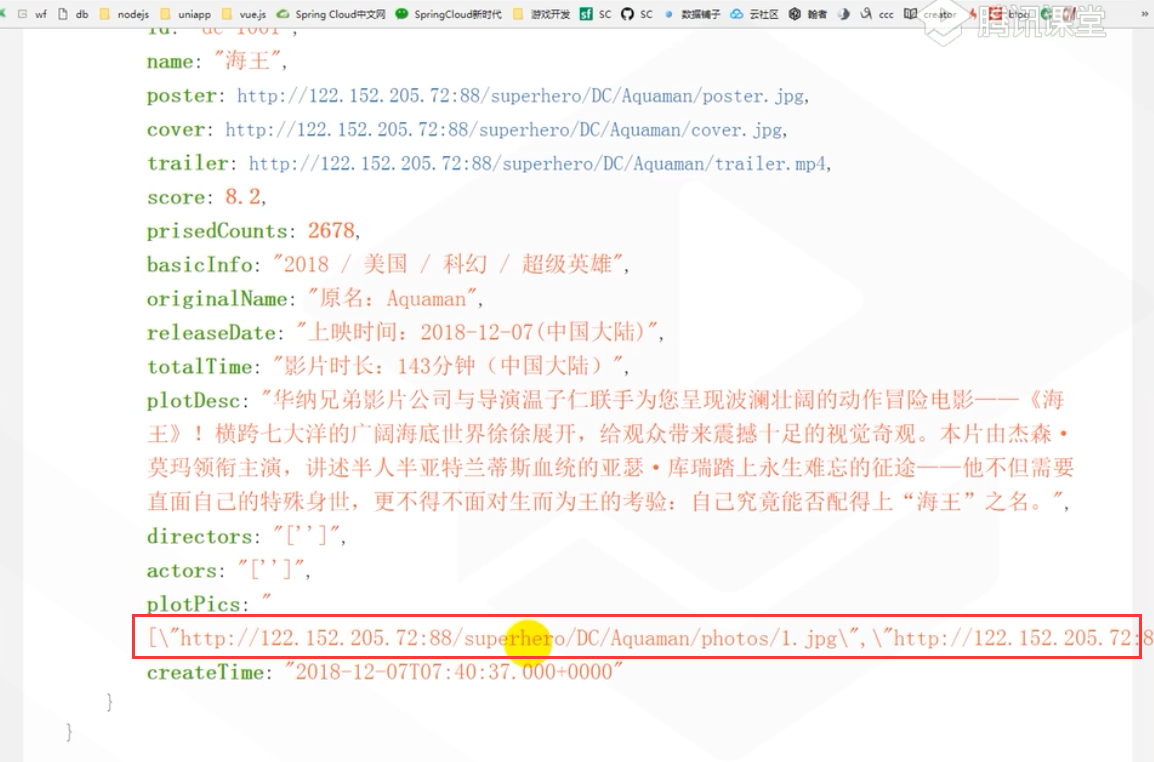 wf db nodejs uniapp vue.js Spring Cloud中文网 SpringCloud新时代 游戏开发 sf SC SC 数据铺子 云社区 翰者 ccc creator blog »
腾讯课堂
id: "dc-1001",
name: "海王",
poster: http://122.152.205.72:88/superhero/DC/Aquaman/poster.jpg,
cover: http://122.152.205.72:88/superhero/DC/Aquaman/cover.jpg,
trailer: http://122.152.205.72:88/superhero/DC/Aquaman/trailer.mp4,
score: 8.2,
prisedCounts: 2678,
basicInfo: "2018 / 美国 / 科幻 / 超级英雄",
originalName: "原名：Aquaman",
releaseDate: "上映时间：2018-12-07(中国大陆)",
totalTime: "影片时长：143分钟（中国大陆）",
plotDesc: "华纳兄弟影片公司与导演温子仁联手为您呈现波澜壮阔的动作冒险电影——《海
王》！横跨七大洋的广阔海底世界徐徐展开，给观众带来震撼十足的视觉奇观。本片由杰森·
莫玛领衔主演，讲述半人半亚特兰蒂斯血统的亚瑟·库瑞踏上永生难忘的征途——他不但需要
直面自己的特殊身世，更不得不面对生而为王的考验：自己究竟能否配得上“海王”之名。",
directors: "['']",
actors: "['']",
plotPics: "
[\"http://122.152.205.72:88/superhero/DC/Aquaman/photos/1.jpg\",\"http://122.152.205.72:8
createTime: "2018-12-07T07:40:37.000+0000"
}
}